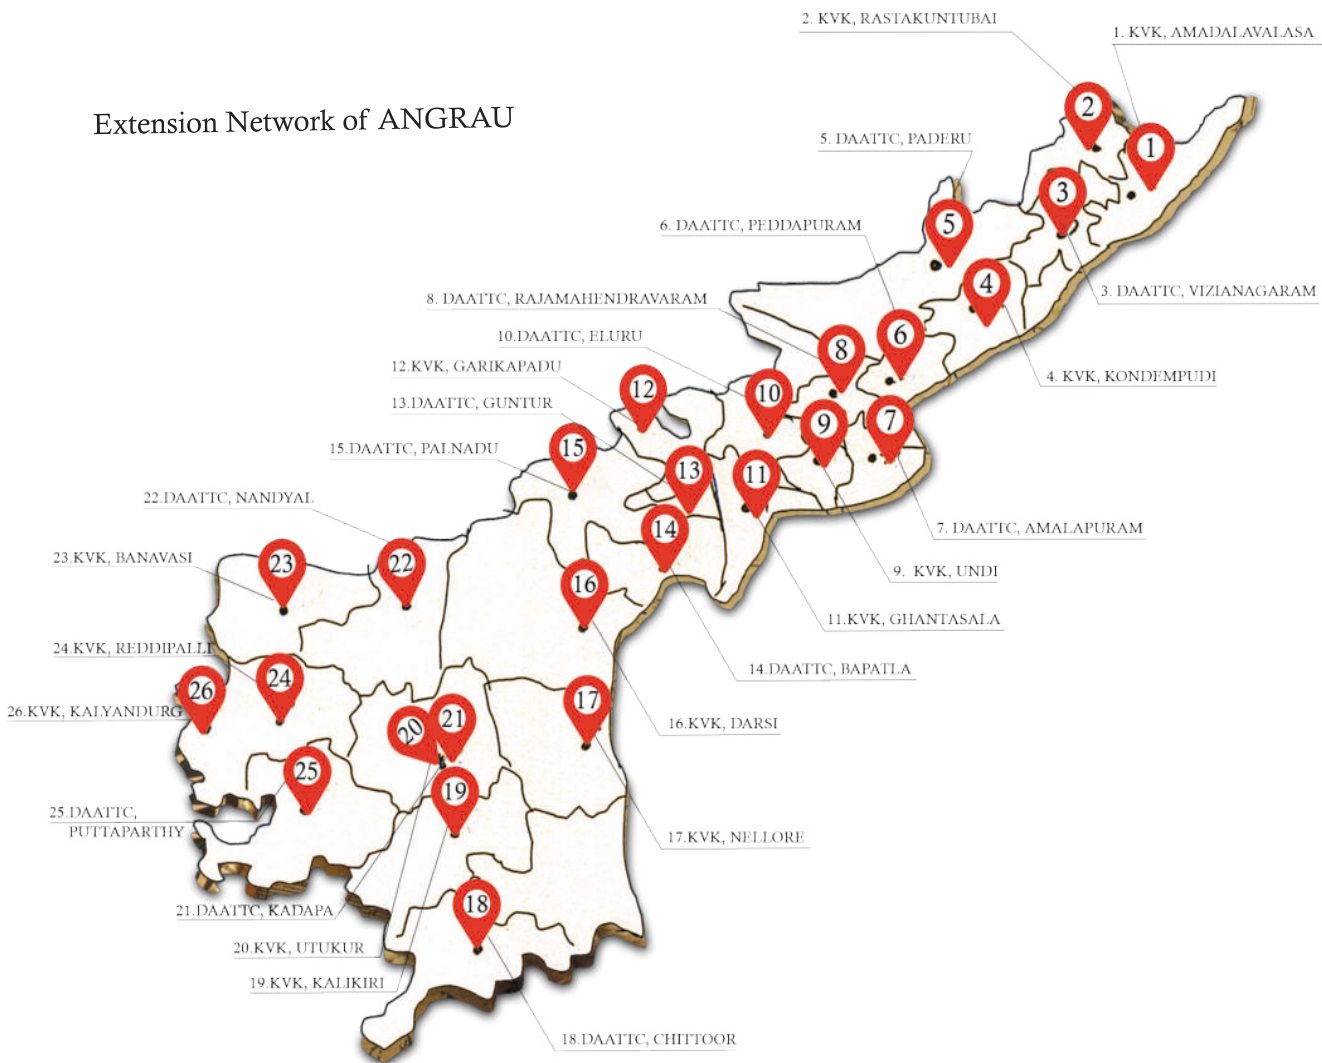 2. KVK, RASTAKUNTUBAI
1. KVK, AMADALAVALASA
Extension Network of ANGRAU
5. DAATTC, PADERU
6. DAATTC, PEDDAPURAM
8. DAATTC, RAJAMAHENDRAVARAM
3. DAATTC, VIZIANAGARAM
10.DAATTC, ELURU
12.KVK, GARIKAPADU
4. KVK, KONDEMPUDI
13.DAATTC, GUNTUR
15.DAATTC, PALNADU
22.DAATTC, NANDYAL
7. DAATTC, AMALAPURAM
23.KVK, BANAVASI
9. KVK, UNDI
11.KVK, GHANTASALA
24.KVK, REDDIPALLI
14.DAATTC, BAPATLA
26.KVK, KALYANDURG
16.KVK, DARSI
25.DAATTC,
PUTTAPARTHY
17.KVK, NELLORE
21.DAATTC, KADAPA
20.KVK, UTUKUR
19.KVK, KALIKIRI
18.DAATTC, CHITTOOR
2
1
3
5
4
6
8
12
10
7
9
15
13
11
14
23
22
16
24
26
17
20
21
25
19
18